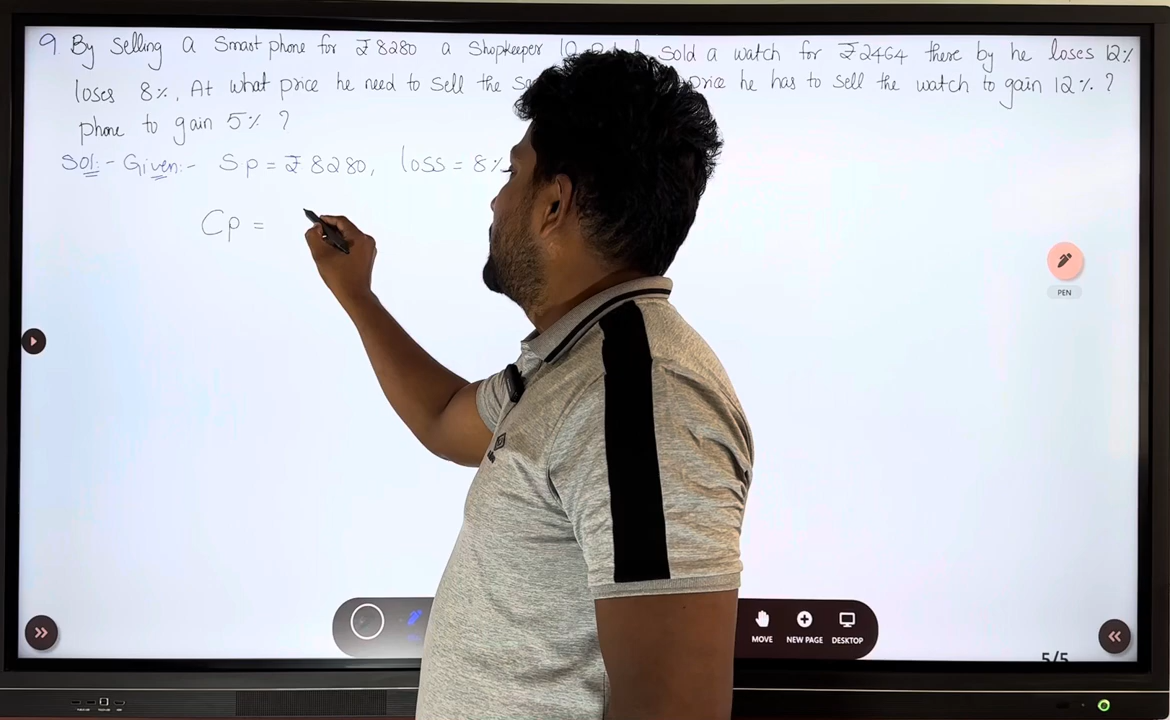 9 By selling a smart phone for ₹8280 a shopkeeper
loses 8%. At what price he need to sell the
phone to gain 5% ?
Sol:- Given:- Sp = ₹8280, loss = 8%
Cp =
10 sold a watch for ₹2464 there by he loses 12%
price he has to sell the watch to gain 12% ?
PEN
MOVE NEW PAGE DESKTOP
5/5